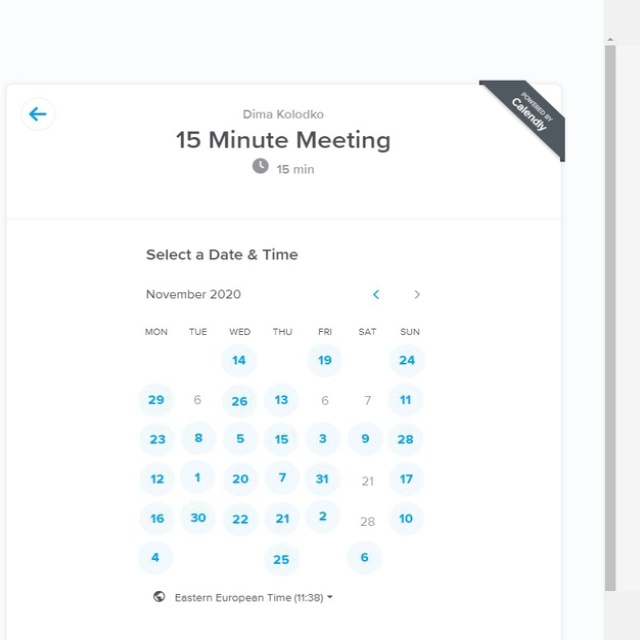 POWERED BY
Calendly
Dima Kolodko
15 Minute Meeting
15 min
Select a Date & Time
November 2020
MON TUE WED THU FRI SAT SUN
14 19 24
29 6 26 13 6 7 11
23 8 5 15 3 9 28
12 1 20 7 31 21 17
16 30 22 21 2 28 10
4 25 6
Eastern European Time (11:38)